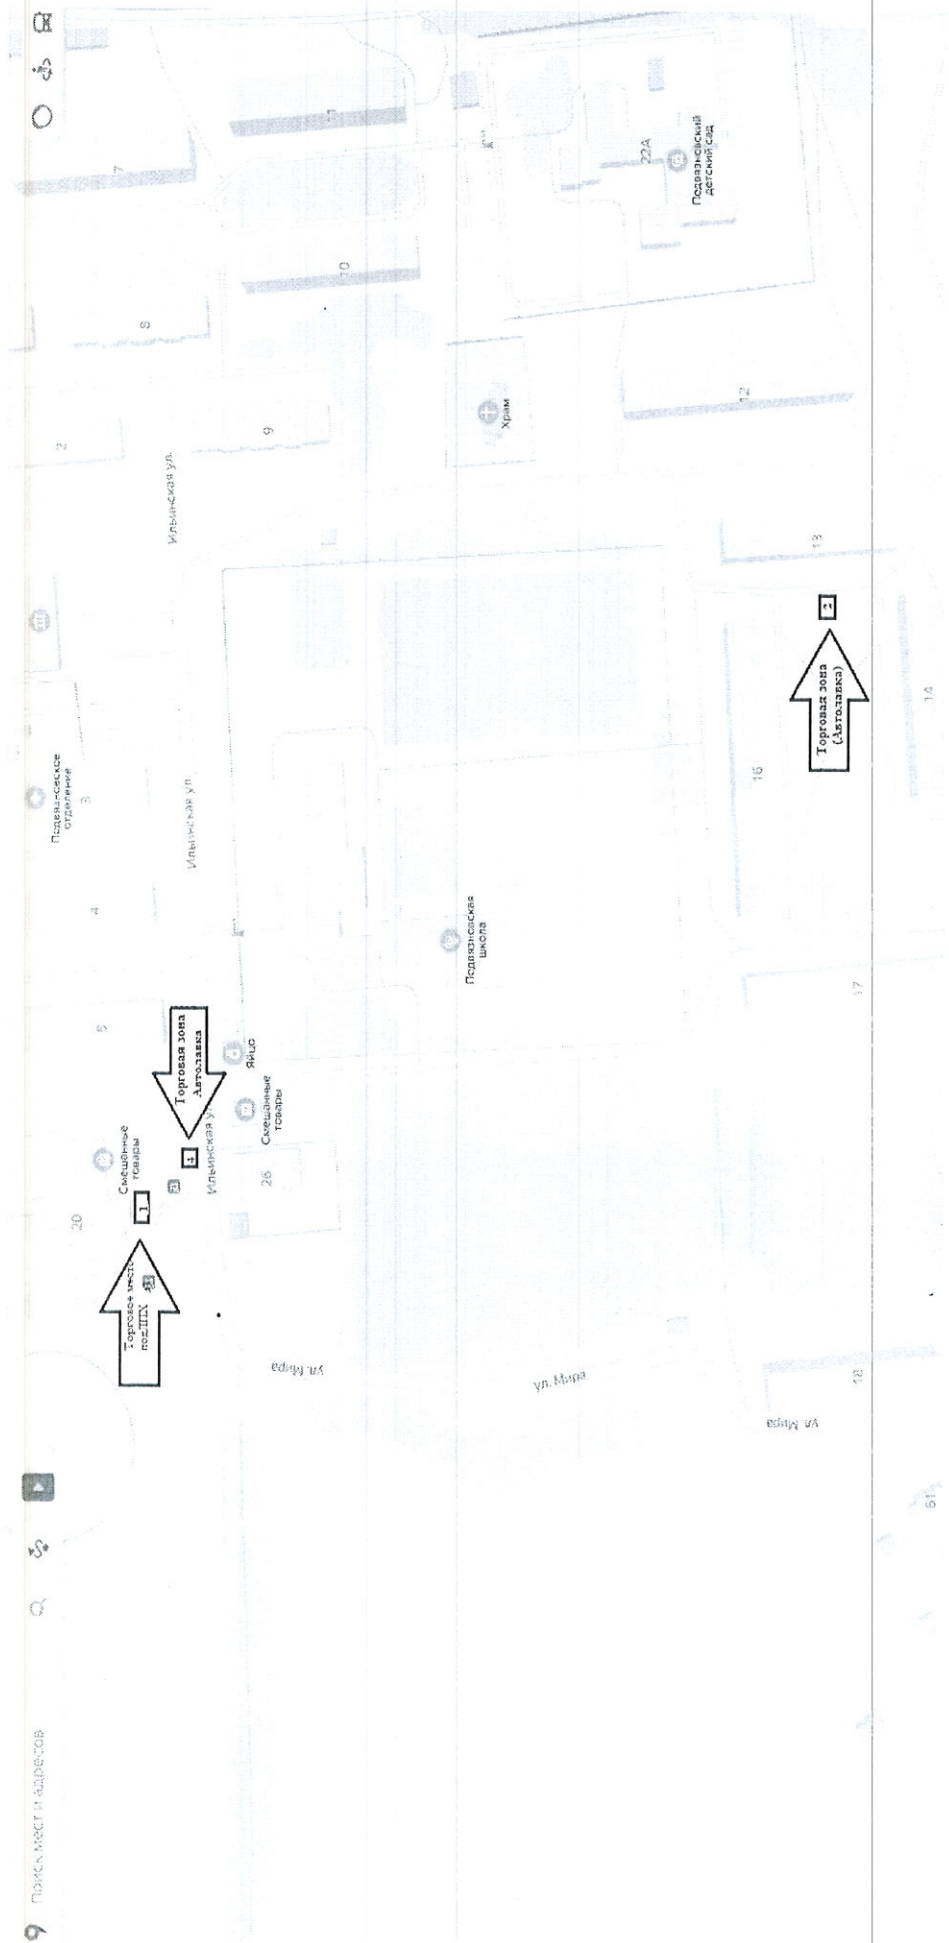 Поиск мест и адресов
20
Смешанные
товары
5
4
3
Подвязновское
отделение
2
8
7
Торговое место
1
4
Торговая зона
Автолавка
Ильинская ул.
Ильинская ул.
Ильинская ул.
26
Смешанные
товары
Яйцо
9
10
11
ул. Мира
Подвязновская
школа
Храм
ул. Мира
22А
Подвязновский
детский сад
ул. Мира
18
17
16
Торговая зона
(Автолавка)
2
13
12
14
51